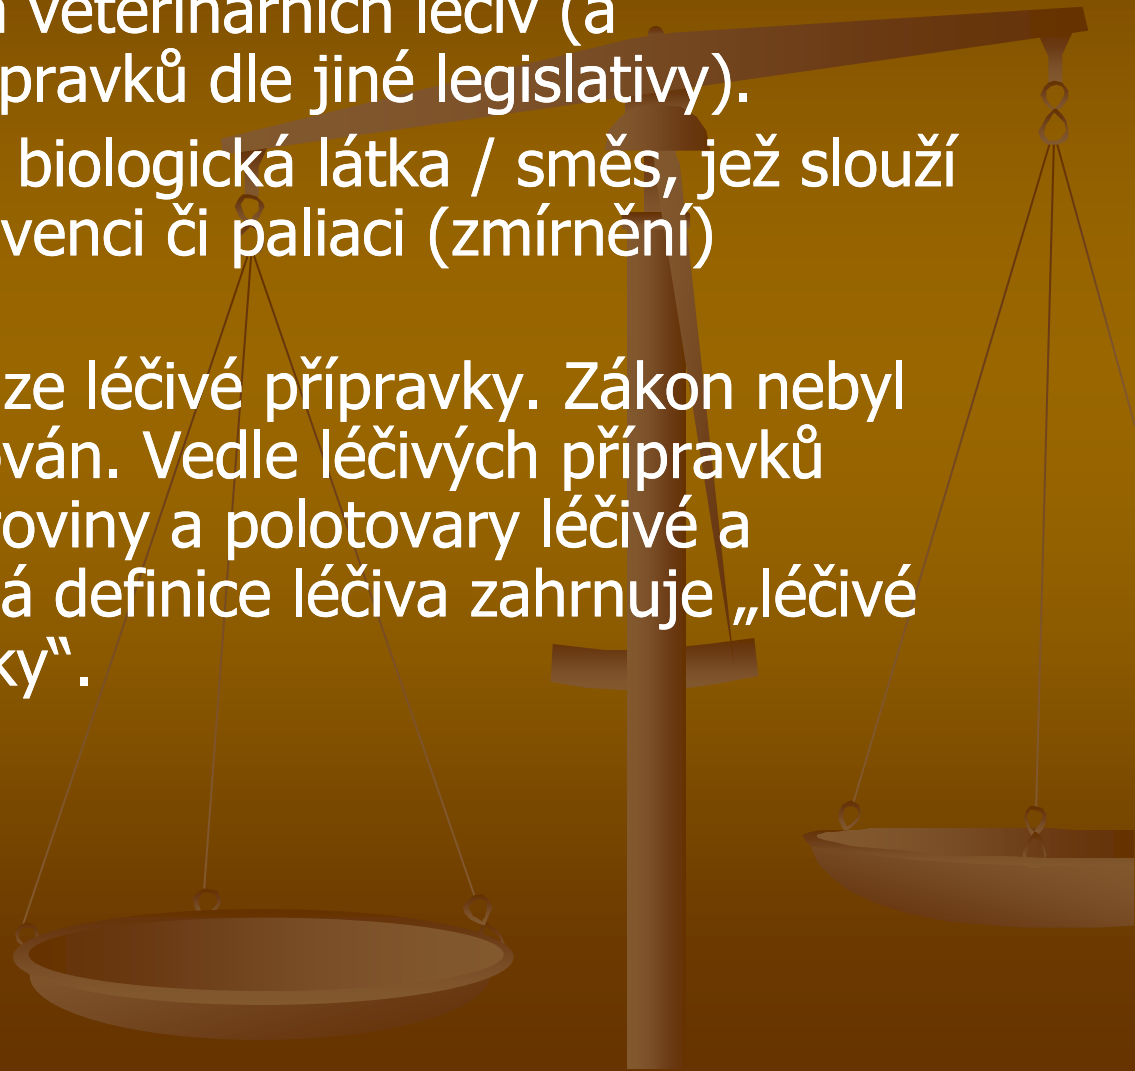 veterinárních léčiv (a
pravků dle jiné legislativy).
biologická látka / směs, jež slouží
venci či paliaci (zmírnění)
ze léčivé přípravky. Zákon nebyl
ván. Vedle léčivých přípravků
roviny a polotovary léčivé a
á definice léčiva zahrnuje „léčivé
ky“.